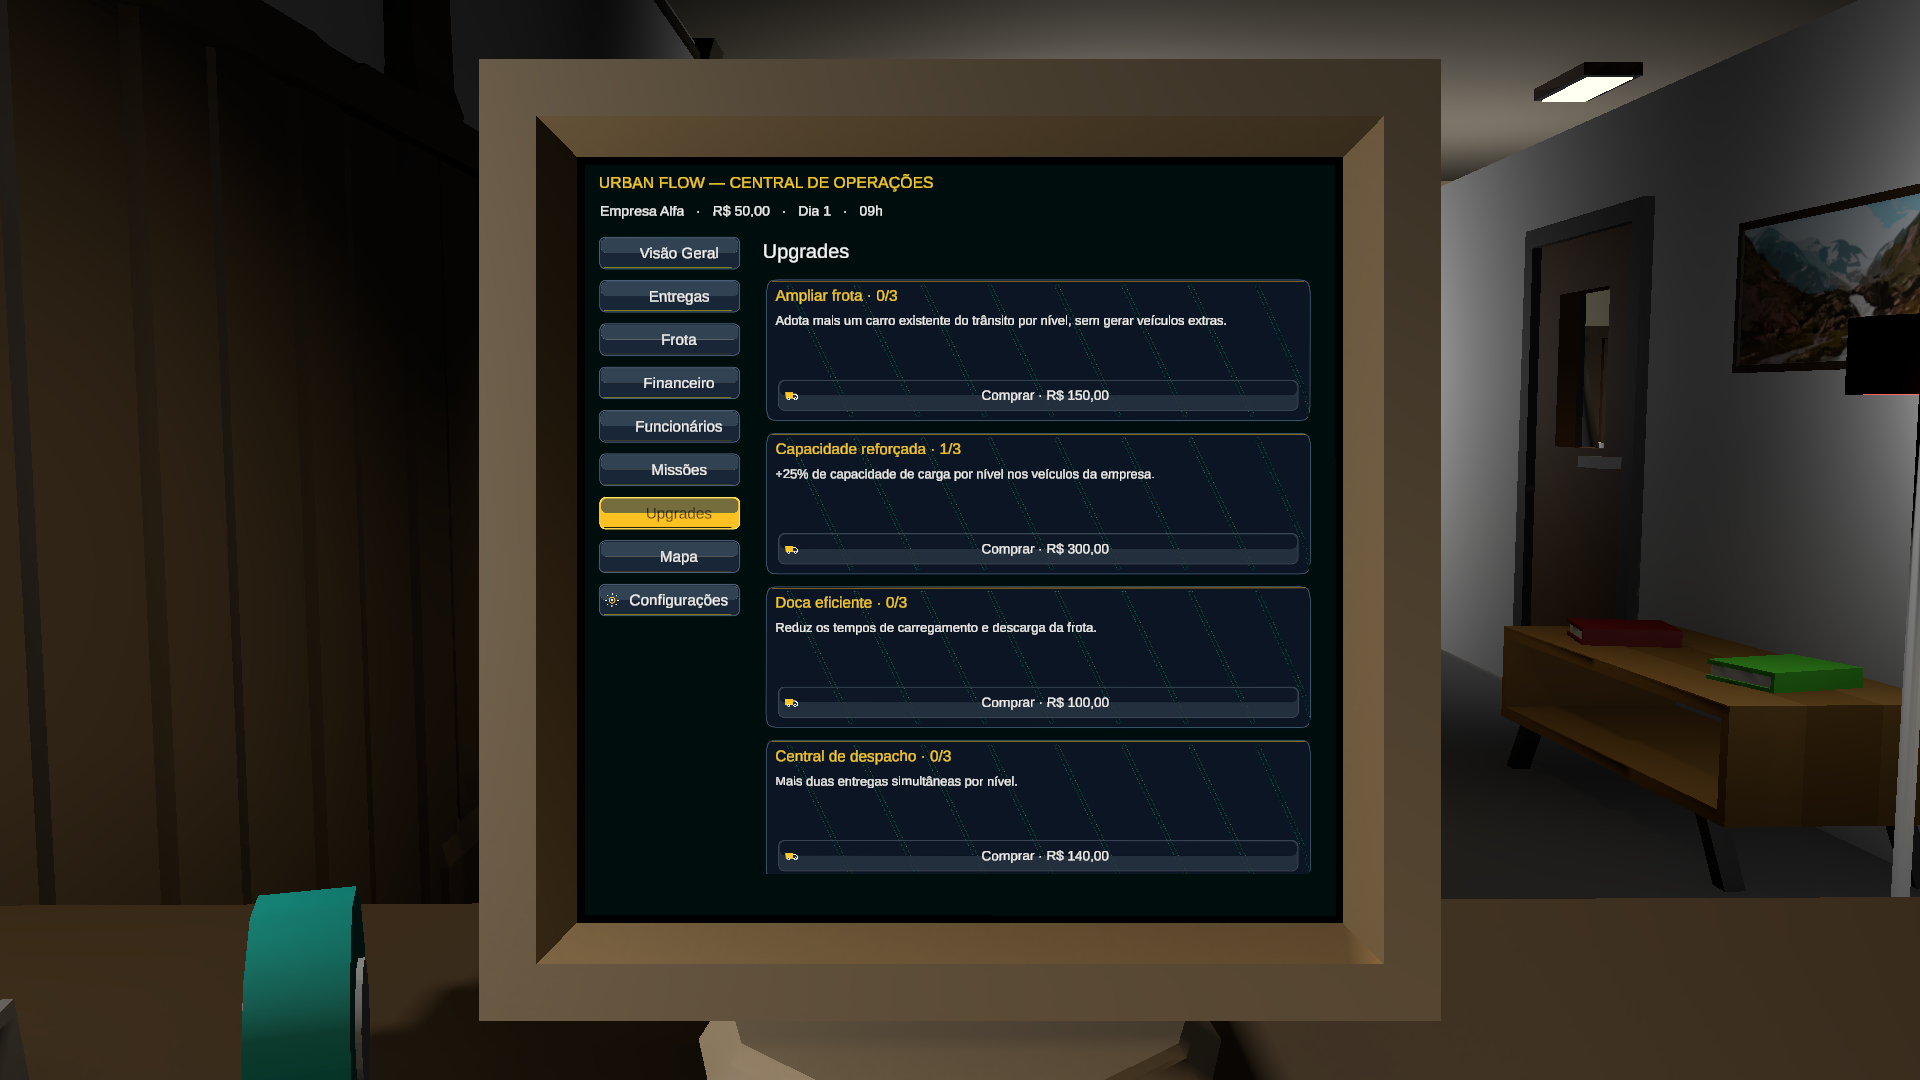 URBAN FLOW — CENTRAL DE OPERAÇÕES
Empresa Alfa · R$ 50,00 · Dia 1 · 09h
Visão Geral
Entregas
Frota
Financeiro
Funcionários
Missões
Upgrades
Mapa
Configurações
Upgrades
Ampliar frota · 0/3
Adota mais um carro existente do trânsito por nível, sem gerar veículos extras.
Comprar · R$ 150,00
Capacidade reforçada · 1/3
+25% de capacidade de carga por nível nos veículos da empresa.
Comprar · R$ 300,00
Doca eficiente · 0/3
Reduz os tempos de carregamento e descarga da frota.
Comprar · R$ 100,00
Central de despacho · 0/3
Mais duas entregas simultâneas por nível.
Comprar · R$ 140,00